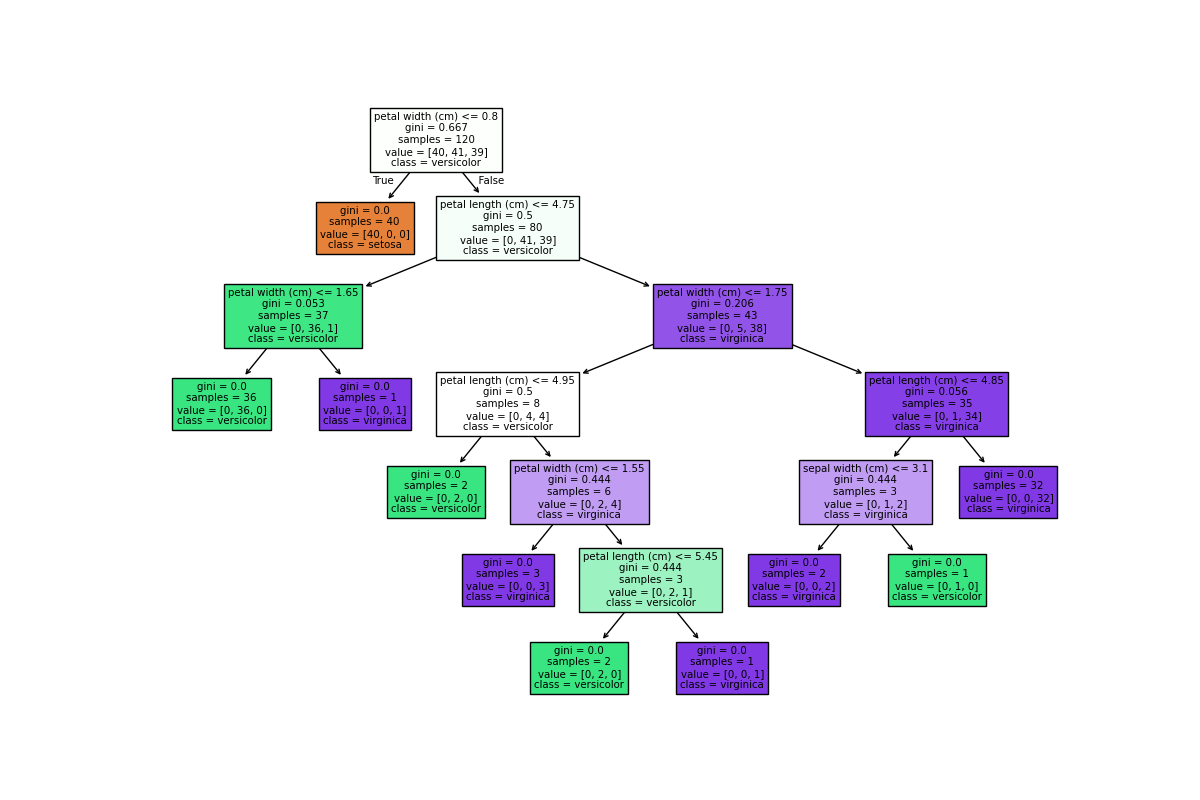 petal width (cm) <= 0.8
gini = 0.667
samples = 120
value = [40, 41, 39]
class = versicolor
True
False
gini = 0.0
samples = 40
value = [40, 0, 0]
class = setosa
petal length (cm) <= 4.75
gini = 0.5
samples = 80
value = [0, 41, 39]
class = versicolor
petal width (cm) <= 1.65
gini = 0.053
samples = 37
value = [0, 36, 1]
class = versicolor
petal width (cm) <= 1.75
gini = 0.206
samples = 43
value = [0, 5, 38]
class = virginica
gini = 0.0
samples = 36
value = [0, 36, 0]
class = versicolor
gini = 0.0
samples = 1
value = [0, 0, 1]
class = virginica
petal length (cm) <= 4.95
gini = 0.5
samples = 8
value = [0, 4, 4]
class = versicolor
petal length (cm) <= 4.85
gini = 0.056
samples = 35
value = [0, 1, 34]
class = virginica
gini = 0.0
samples = 2
value = [0, 2, 0]
class = versicolor
petal width (cm) <= 1.55
gini = 0.444
samples = 6
value = [0, 2, 4]
class = virginica
sepal width (cm) <= 3.1
gini = 0.444
samples = 3
value = [0, 1, 2]
class = virginica
gini = 0.0
samples = 32
value = [0, 0, 32]
class = virginica
gini = 0.0
samples = 3
value = [0, 0, 3]
class = virginica
petal length (cm) <= 5.45
gini = 0.444
samples = 3
value = [0, 2, 1]
class = versicolor
gini = 0.0
samples = 2
value = [0, 0, 2]
class = virginica
gini = 0.0
samples = 1
value = [0, 1, 0]
class = versicolor
gini = 0.0
samples = 2
value = [0, 2, 0]
class = versicolor
gini = 0.0
samples = 1
value = [0, 0, 1]
class = virginica